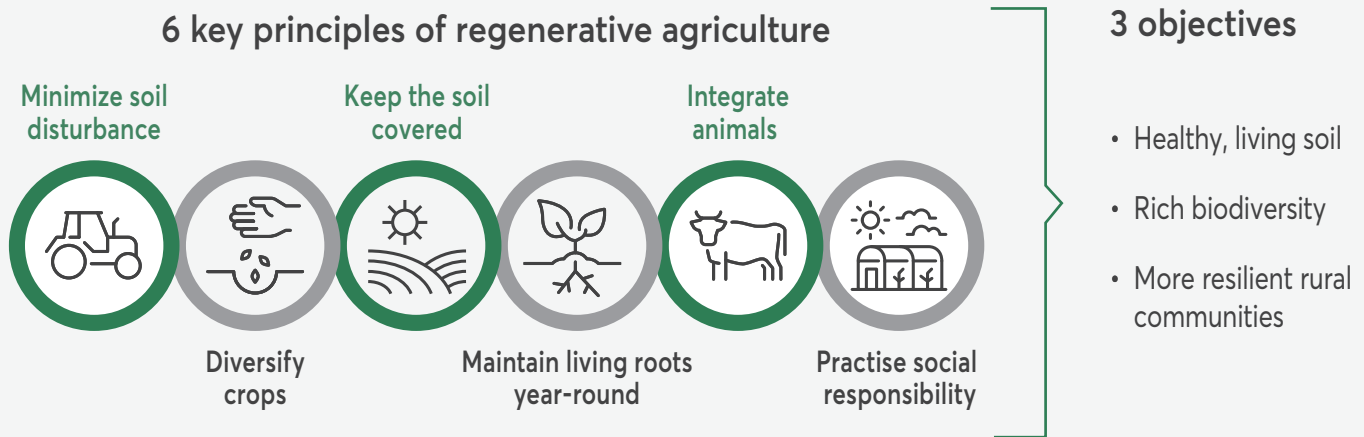 6 key principles of regenerative agriculture
Minimize soil
disturbance
Diversify
crops
Keep the soil
covered
Maintain living roots
year-round
Integrate
animals
Practise social
responsibility
3 objectives
• Healthy, living soil
• Rich biodiversity
• More resilient rural
communities